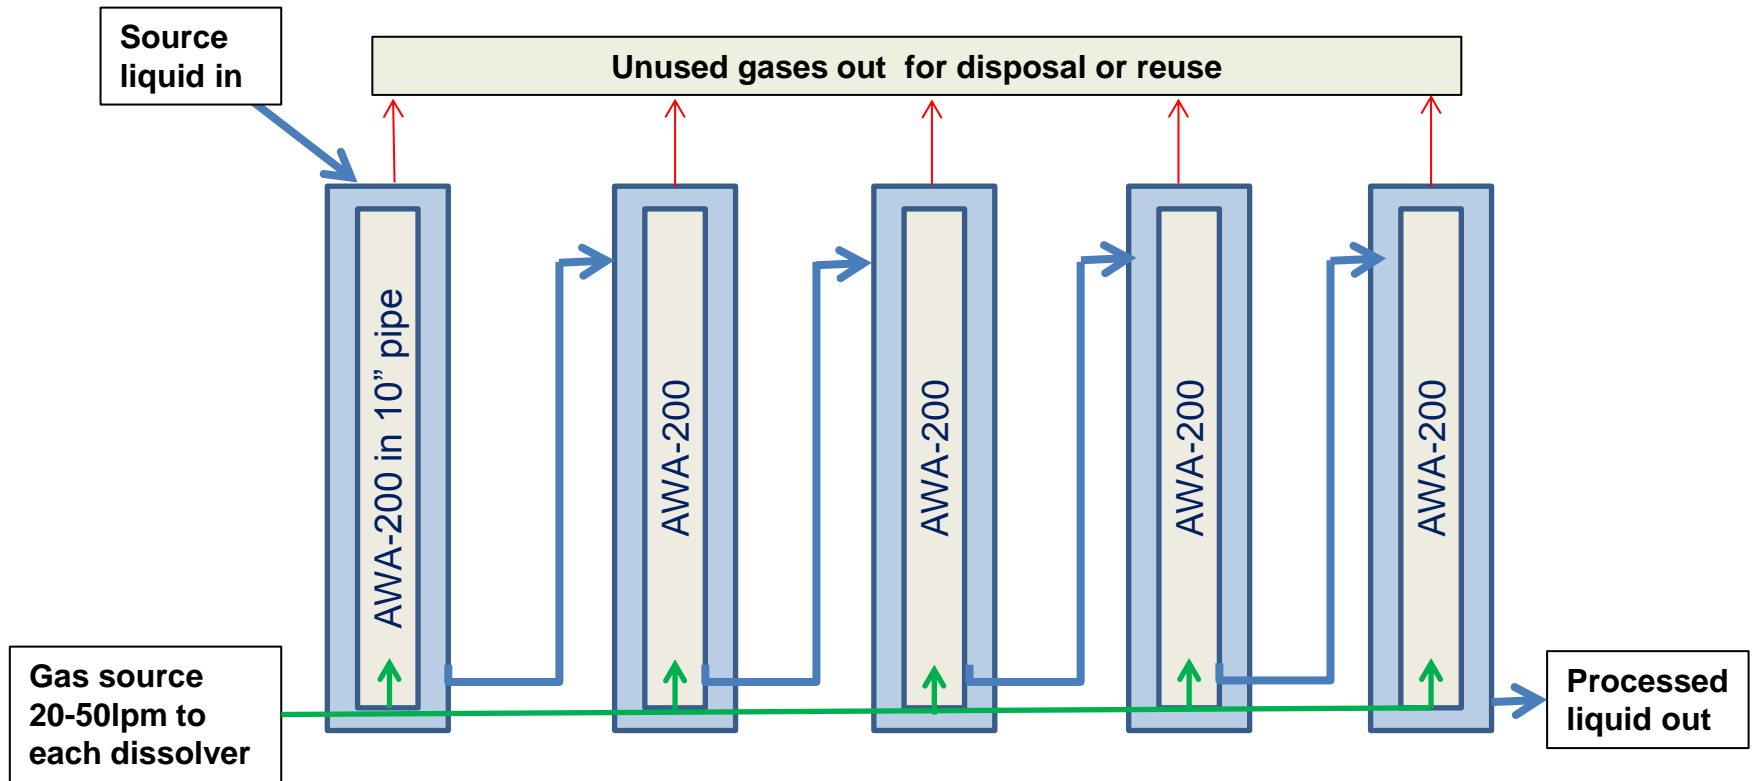 Source
liquid in
Unused gases out  for disposal or reuse
AWA-200 in 10” pipe
AWA-200
AWA-200
AWA-200
AWA-200
Gas source
20-50lpm to
each dissolver
Processed
liquid out